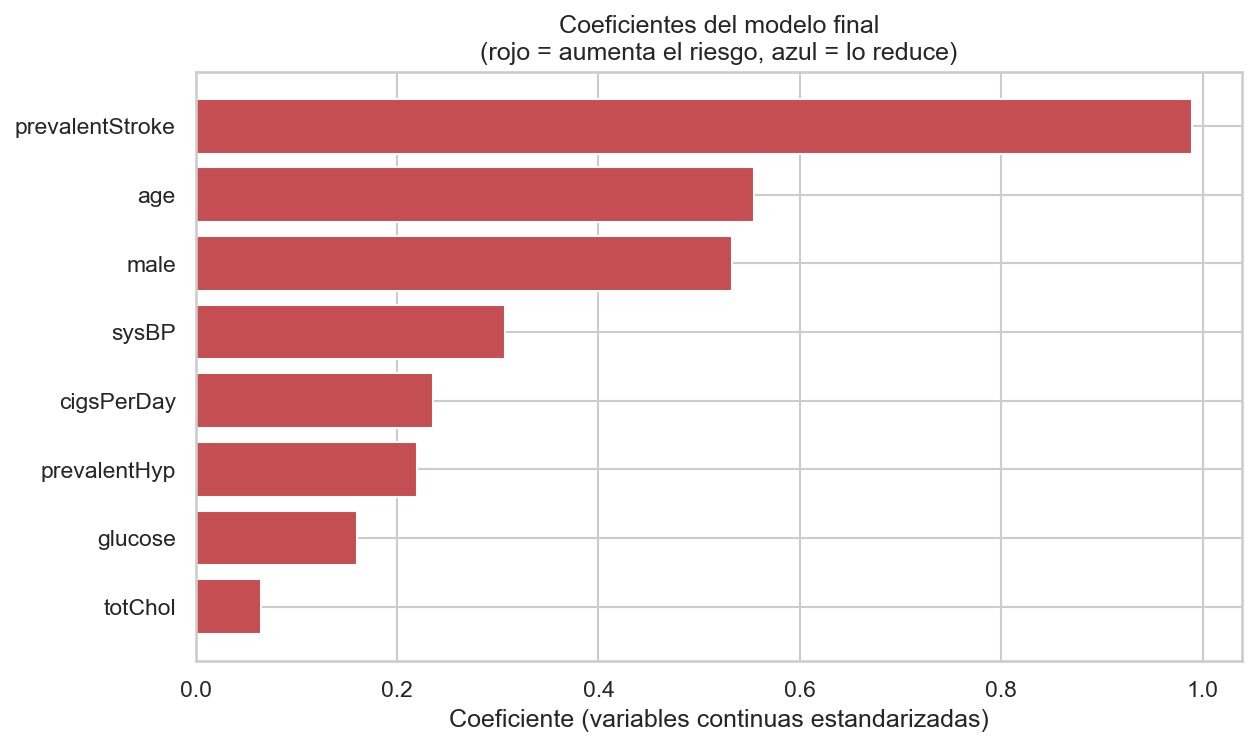 Coeficientes del modelo final
(rojo = aumenta el riesgo, azul = lo reduce)
prevalentStroke
age
male
sysBP
cigsPerDay
prevalentHyp
glucose
totChol
0.0 0.2 0.4 0.6 0.8 1.0
Coeficiente (variables continuas estandarizadas)